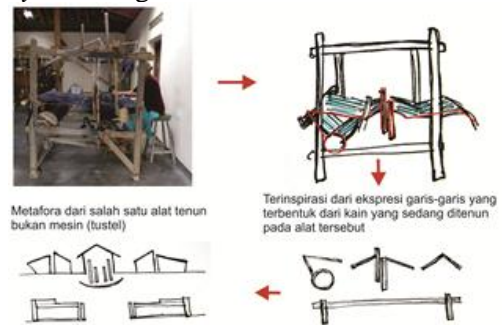 Metafora dari salah satu alat tenun
bukan mesin (tustel)
Terinspirasi dari ekspresi garis-garis yang
terbentuk dari kain yang sedang ditenun
pada alat tersebut